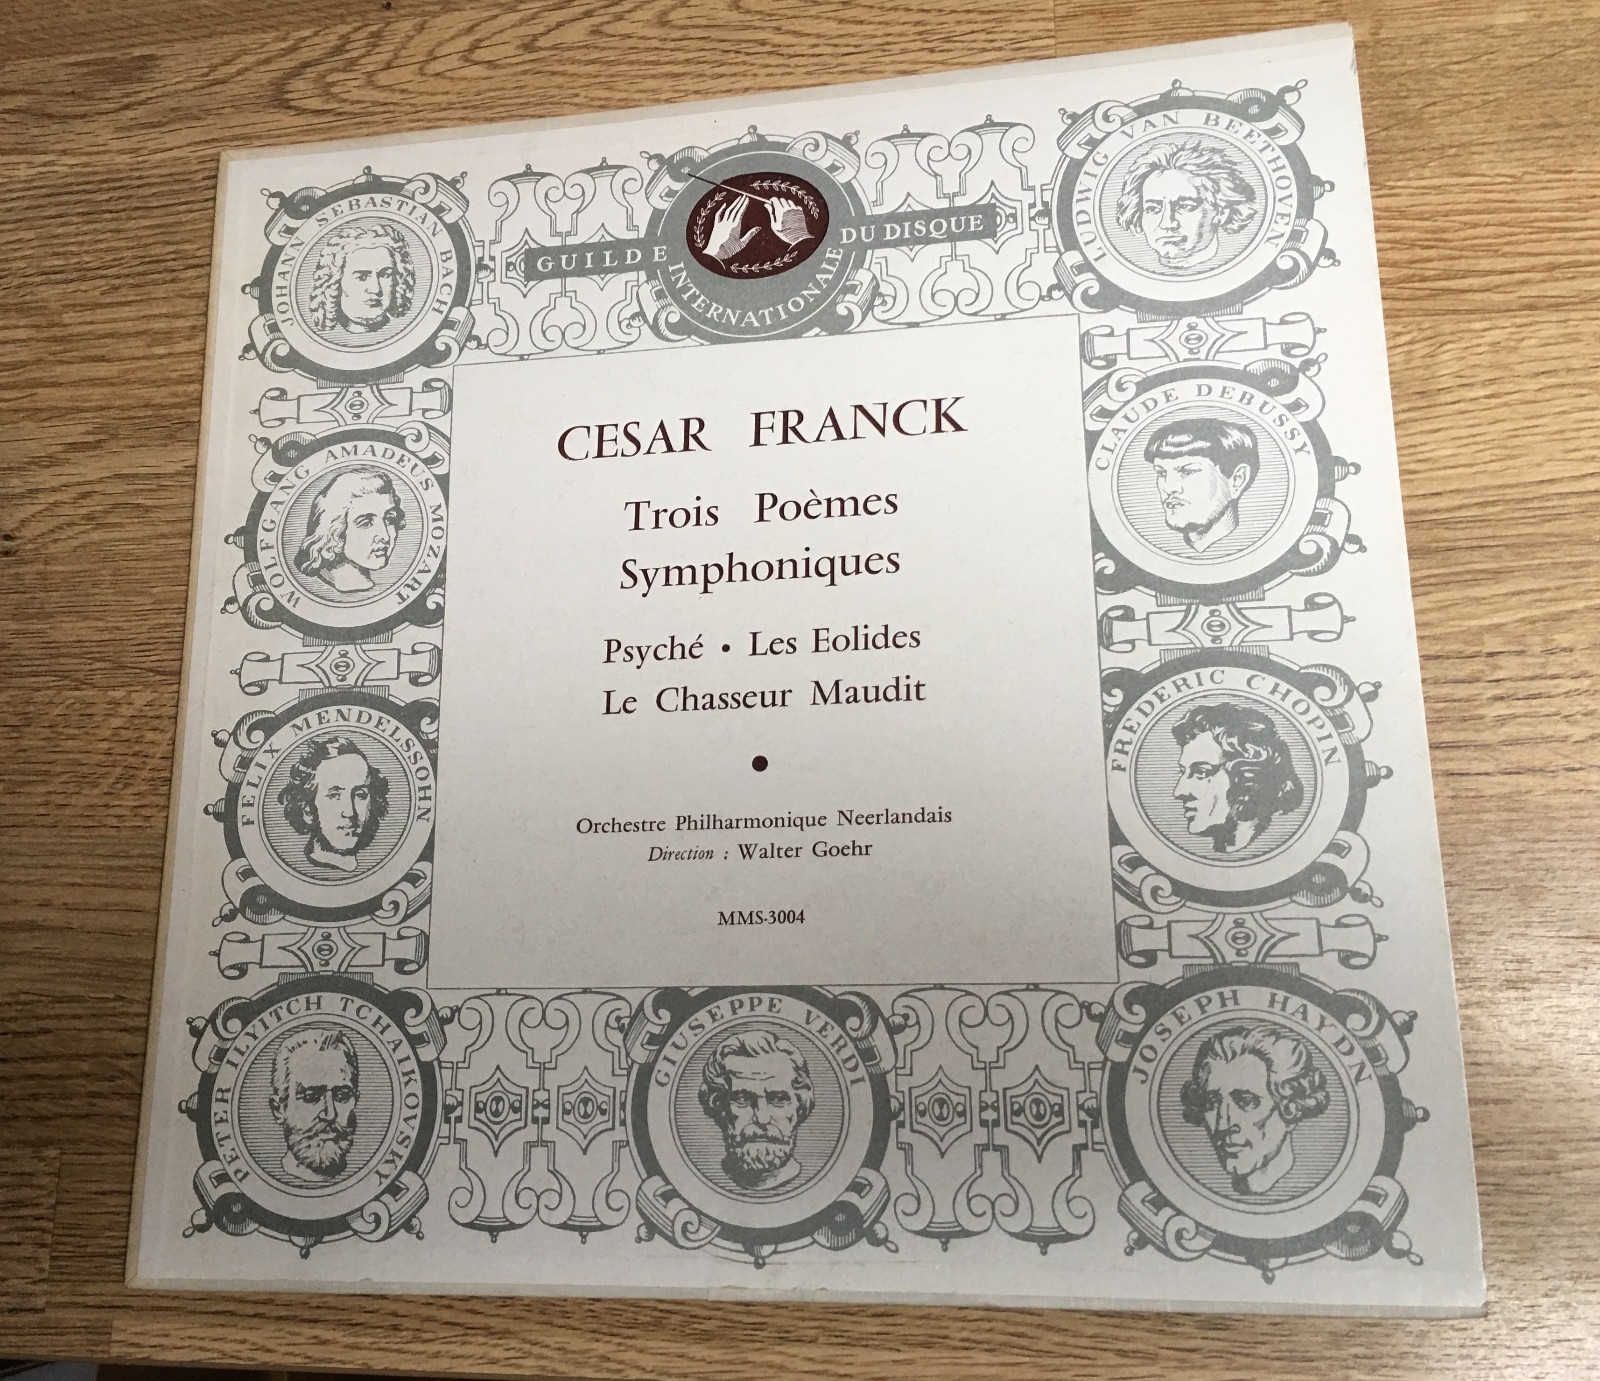 JOHANN SEBASTIAN BACH
GUILDE INTERNATIONALE DU DISQUE
LUDWIG VAN BEETHOVEN
WOLFGANG AMADEUS MOZART
CLAUDE DEBUSSY
CESAR FRANCK
Trois Poèmes
Symphoniques
Psyché • Les Eolides
Le Chasseur Maudit
FELIX MENDELSSOHN
FREDERIC CHOPIN
Orchestre Philharmonique Neerlandais
Direction : Walter Goehr
MMS-3004
PETER ILYITCH TCHAIKOVSKY
GIUSEPPE VERDI
JOSEPH HAYDN